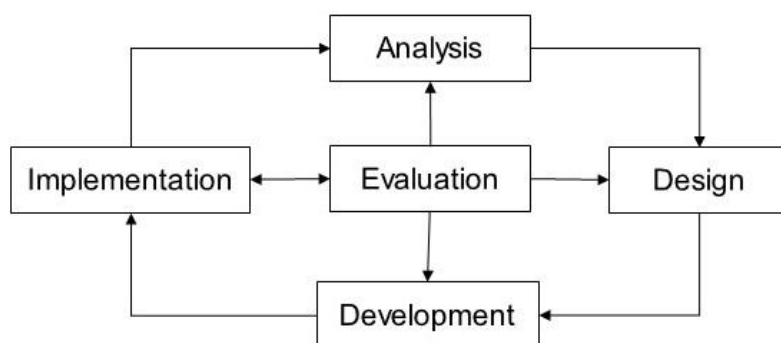 Analysis
Implementation
Evaluation
Design
Development